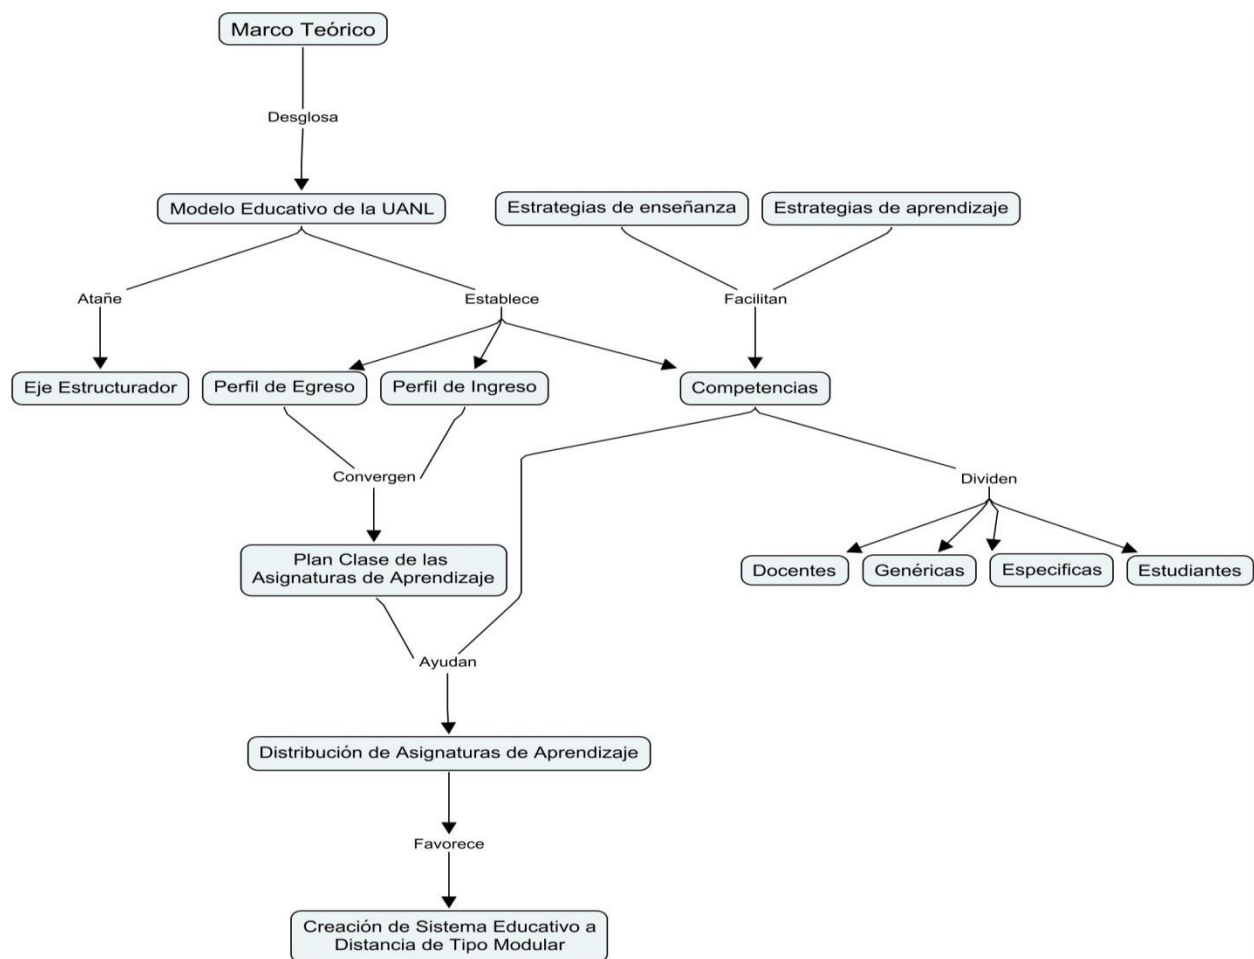 Marco Teórico
Desglosa
Modelo Educativo de la UANL
Estrategias de enseñanza
Estrategias de aprendizaje
Atañe
Establece
Facilitan
Eje Estructurador
Perfil de Egreso
Perfil de Ingreso
Competencias
Convergen
Dividen
Plan Clase de las
Asignaturas de Aprendizaje
Docentes
Genéricas
Especificas
Estudiantes
Ayudan
Distribución de Asignaturas de Aprendizaje
Favorece
Creación de Sistema Educativo a
Distancia de Tipo Modular